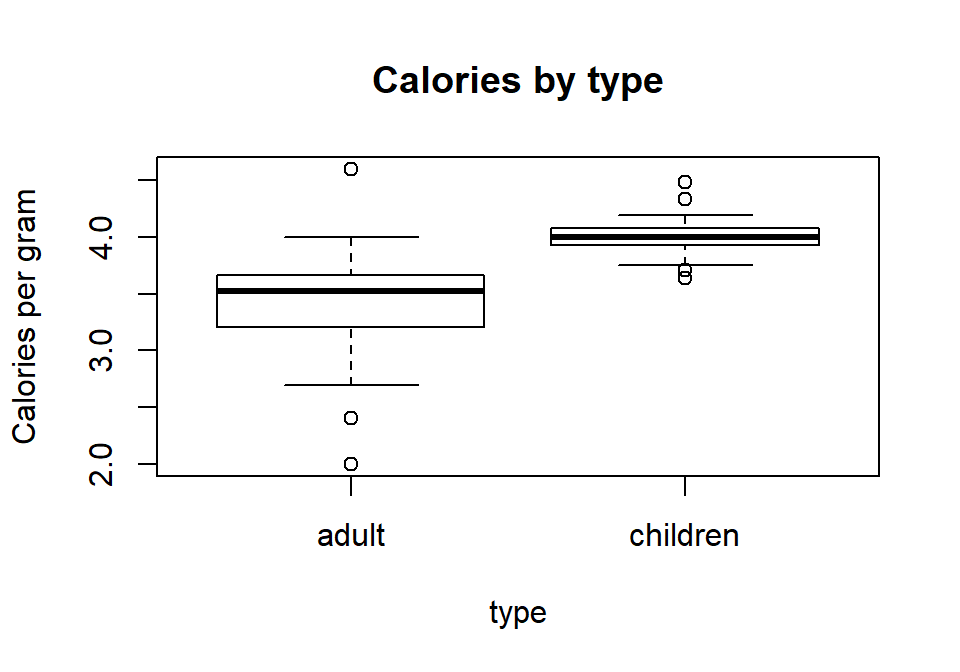 Calories by type
Calories per gram
4.0
3.0
2.0
adult children
type